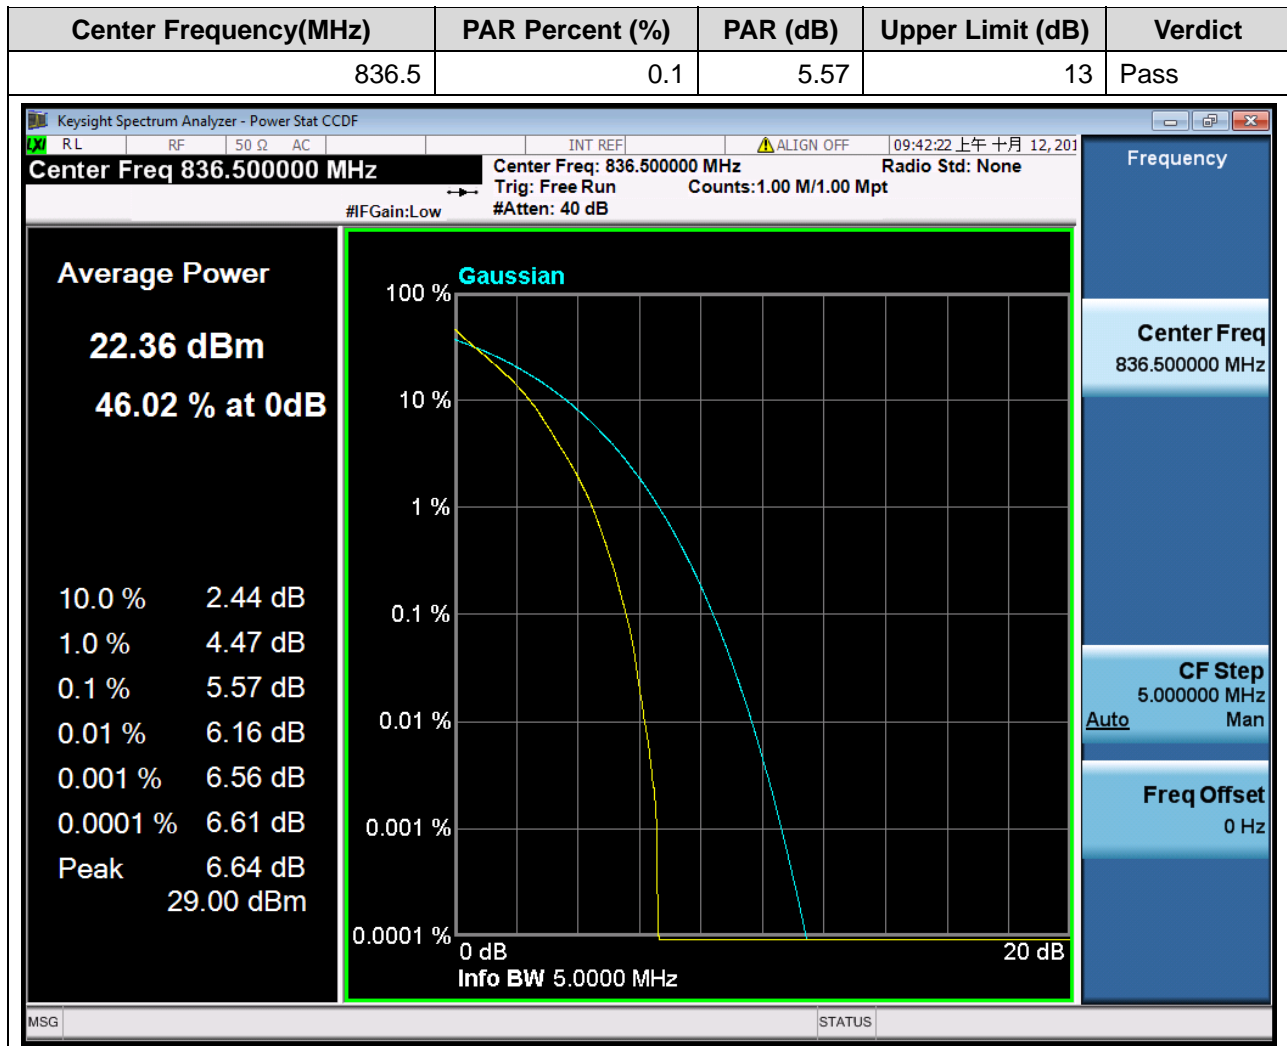 Center Frequency(MHz) PAR Percent (%) PAR (dB) Upper Limit (dB) Verdict
836.5 0.1 5.57 13 Pass
Keysight Spectrum Analyzer - Power Stat CCDF
LXI RL RF 50 Ω AC INT REF ALIGN OFF 09:42:22 上午 十月 12, 201
Center Freq 836.500000 MHz
Center Freq: 836.500000 MHz Radio Std: None
Trig: Free Run Counts:1.00 M/1.00 Mpt
#IFGain:Low #Atten: 40 dB
Average Power
22.36 dBm
46.02 % at 0dB
10.0 % 2.44 dB
1.0 % 4.47 dB
0.1 % 5.57 dB
0.01 % 6.16 dB
0.001 % 6.56 dB
0.0001 % 6.61 dB
Peak 6.64 dB
29.00 dBm
Gaussian
100 %
10 %
1 %
0.1 %
0.01 %
0.001 %
0.0001 %
0 dB 20 dB
Info BW 5.0000 MHz
Frequency
Center Freq
836.500000 MHz
CF Step
5.000000 MHz
Auto Man
Freq Offset
0 Hz
MSG STATUS